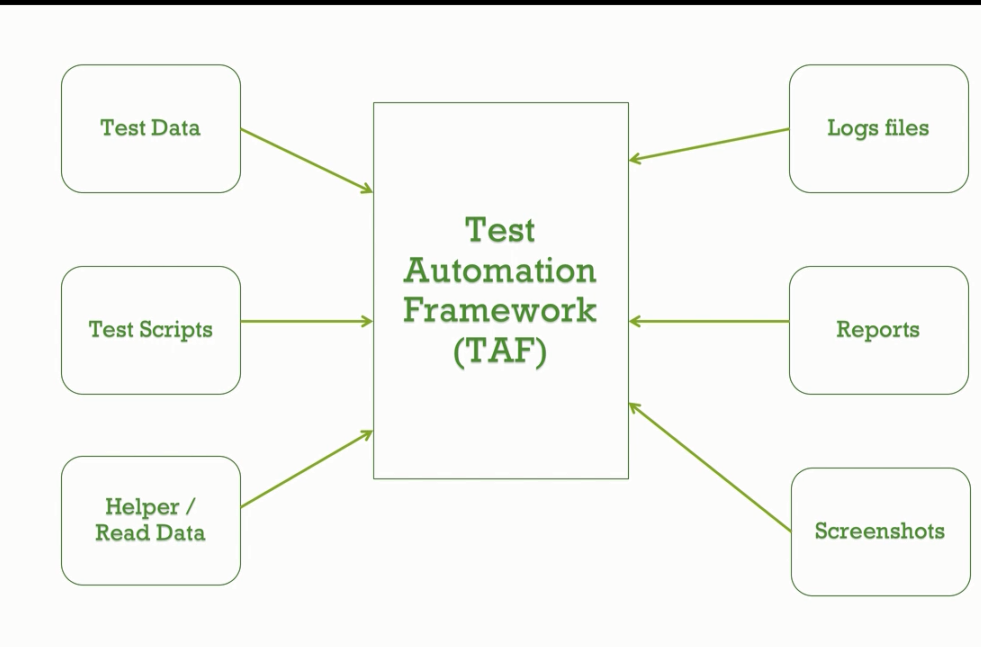 Test Data
Test Scripts
Helper /
Read Data
Test
Automation
Framework
(TAF)
Logs files
Reports
Screenshots